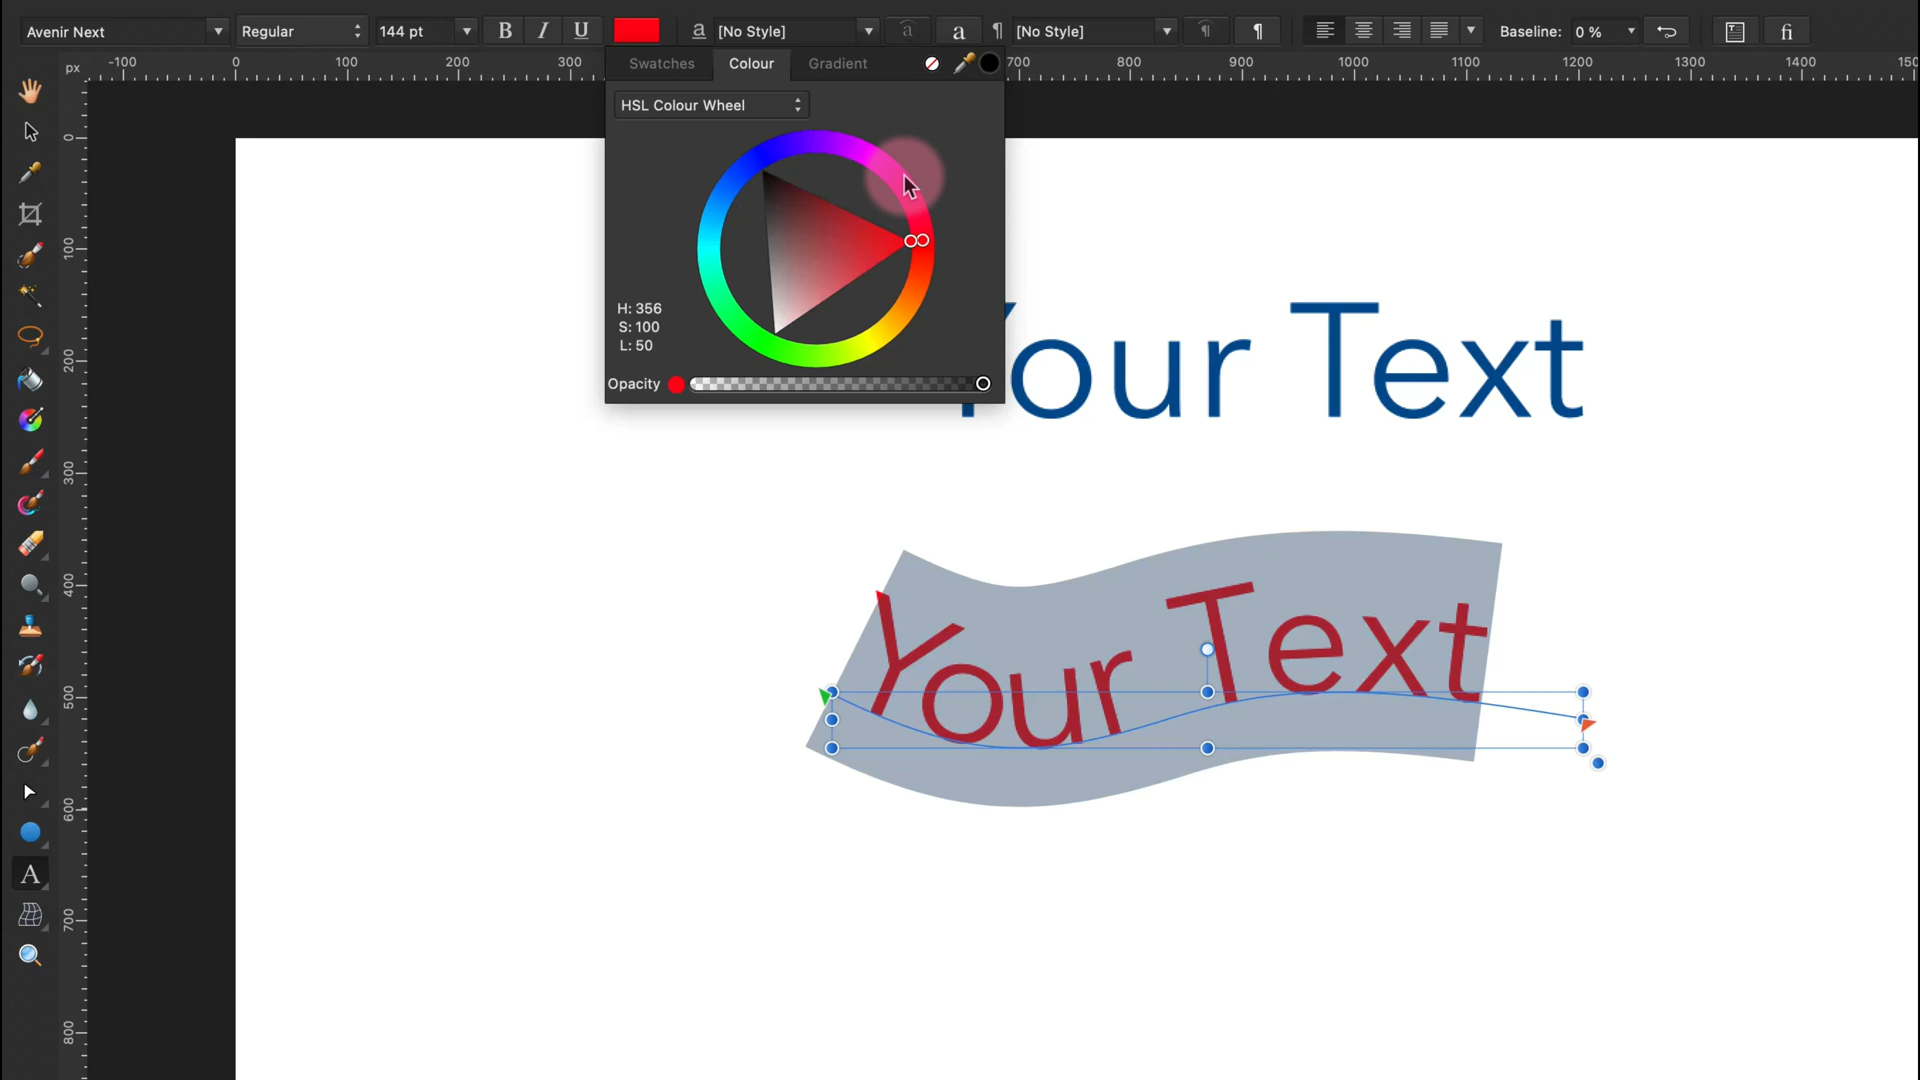 Avenir Next Regular 144 pt B I U a [No Style] a a ¶ [No Style] ¶ ¶ Baseline: 0 % fi
px -100 0 100 200 300 700 800 900 1000 1100 1200 1300 1400 150
Swatches Colour Gradient
HSL Colour Wheel
H: 356
S: 100
L: 50
Opacity
Your Text
Your Text
A
0
100
200
300
400
500
600
700
800